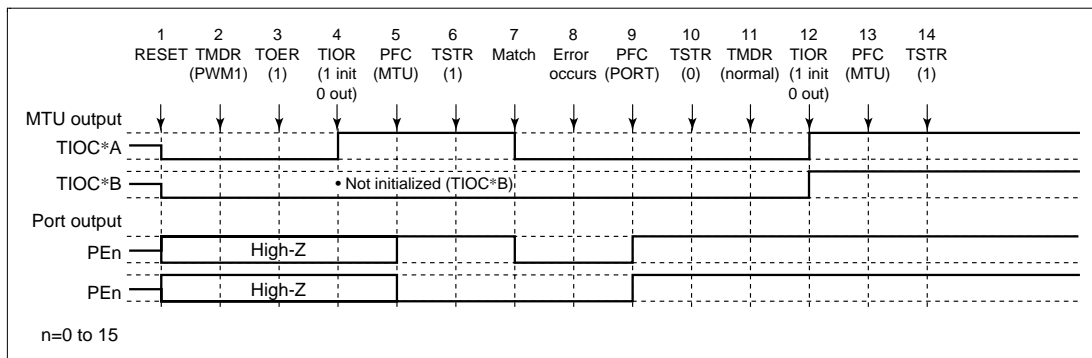 1 2 3 4 5 6 7 8 9 10 11 12 13 14
RESET TMDR TOER TIOR PFC TSTR Match Error PFC TSTR TMDR TIOR PFC TSTR
(PWM1) (1) (1 init (MTU) (1) occurs (PORT) (0) (normal) (1 init (MTU) (1)
0 out) 0 out)
MTU output
TIOC*A
TIOC*B • Not initialized (TIOC*B)
Port output
PEn High-Z
PEn High-Z
n=0 to 15